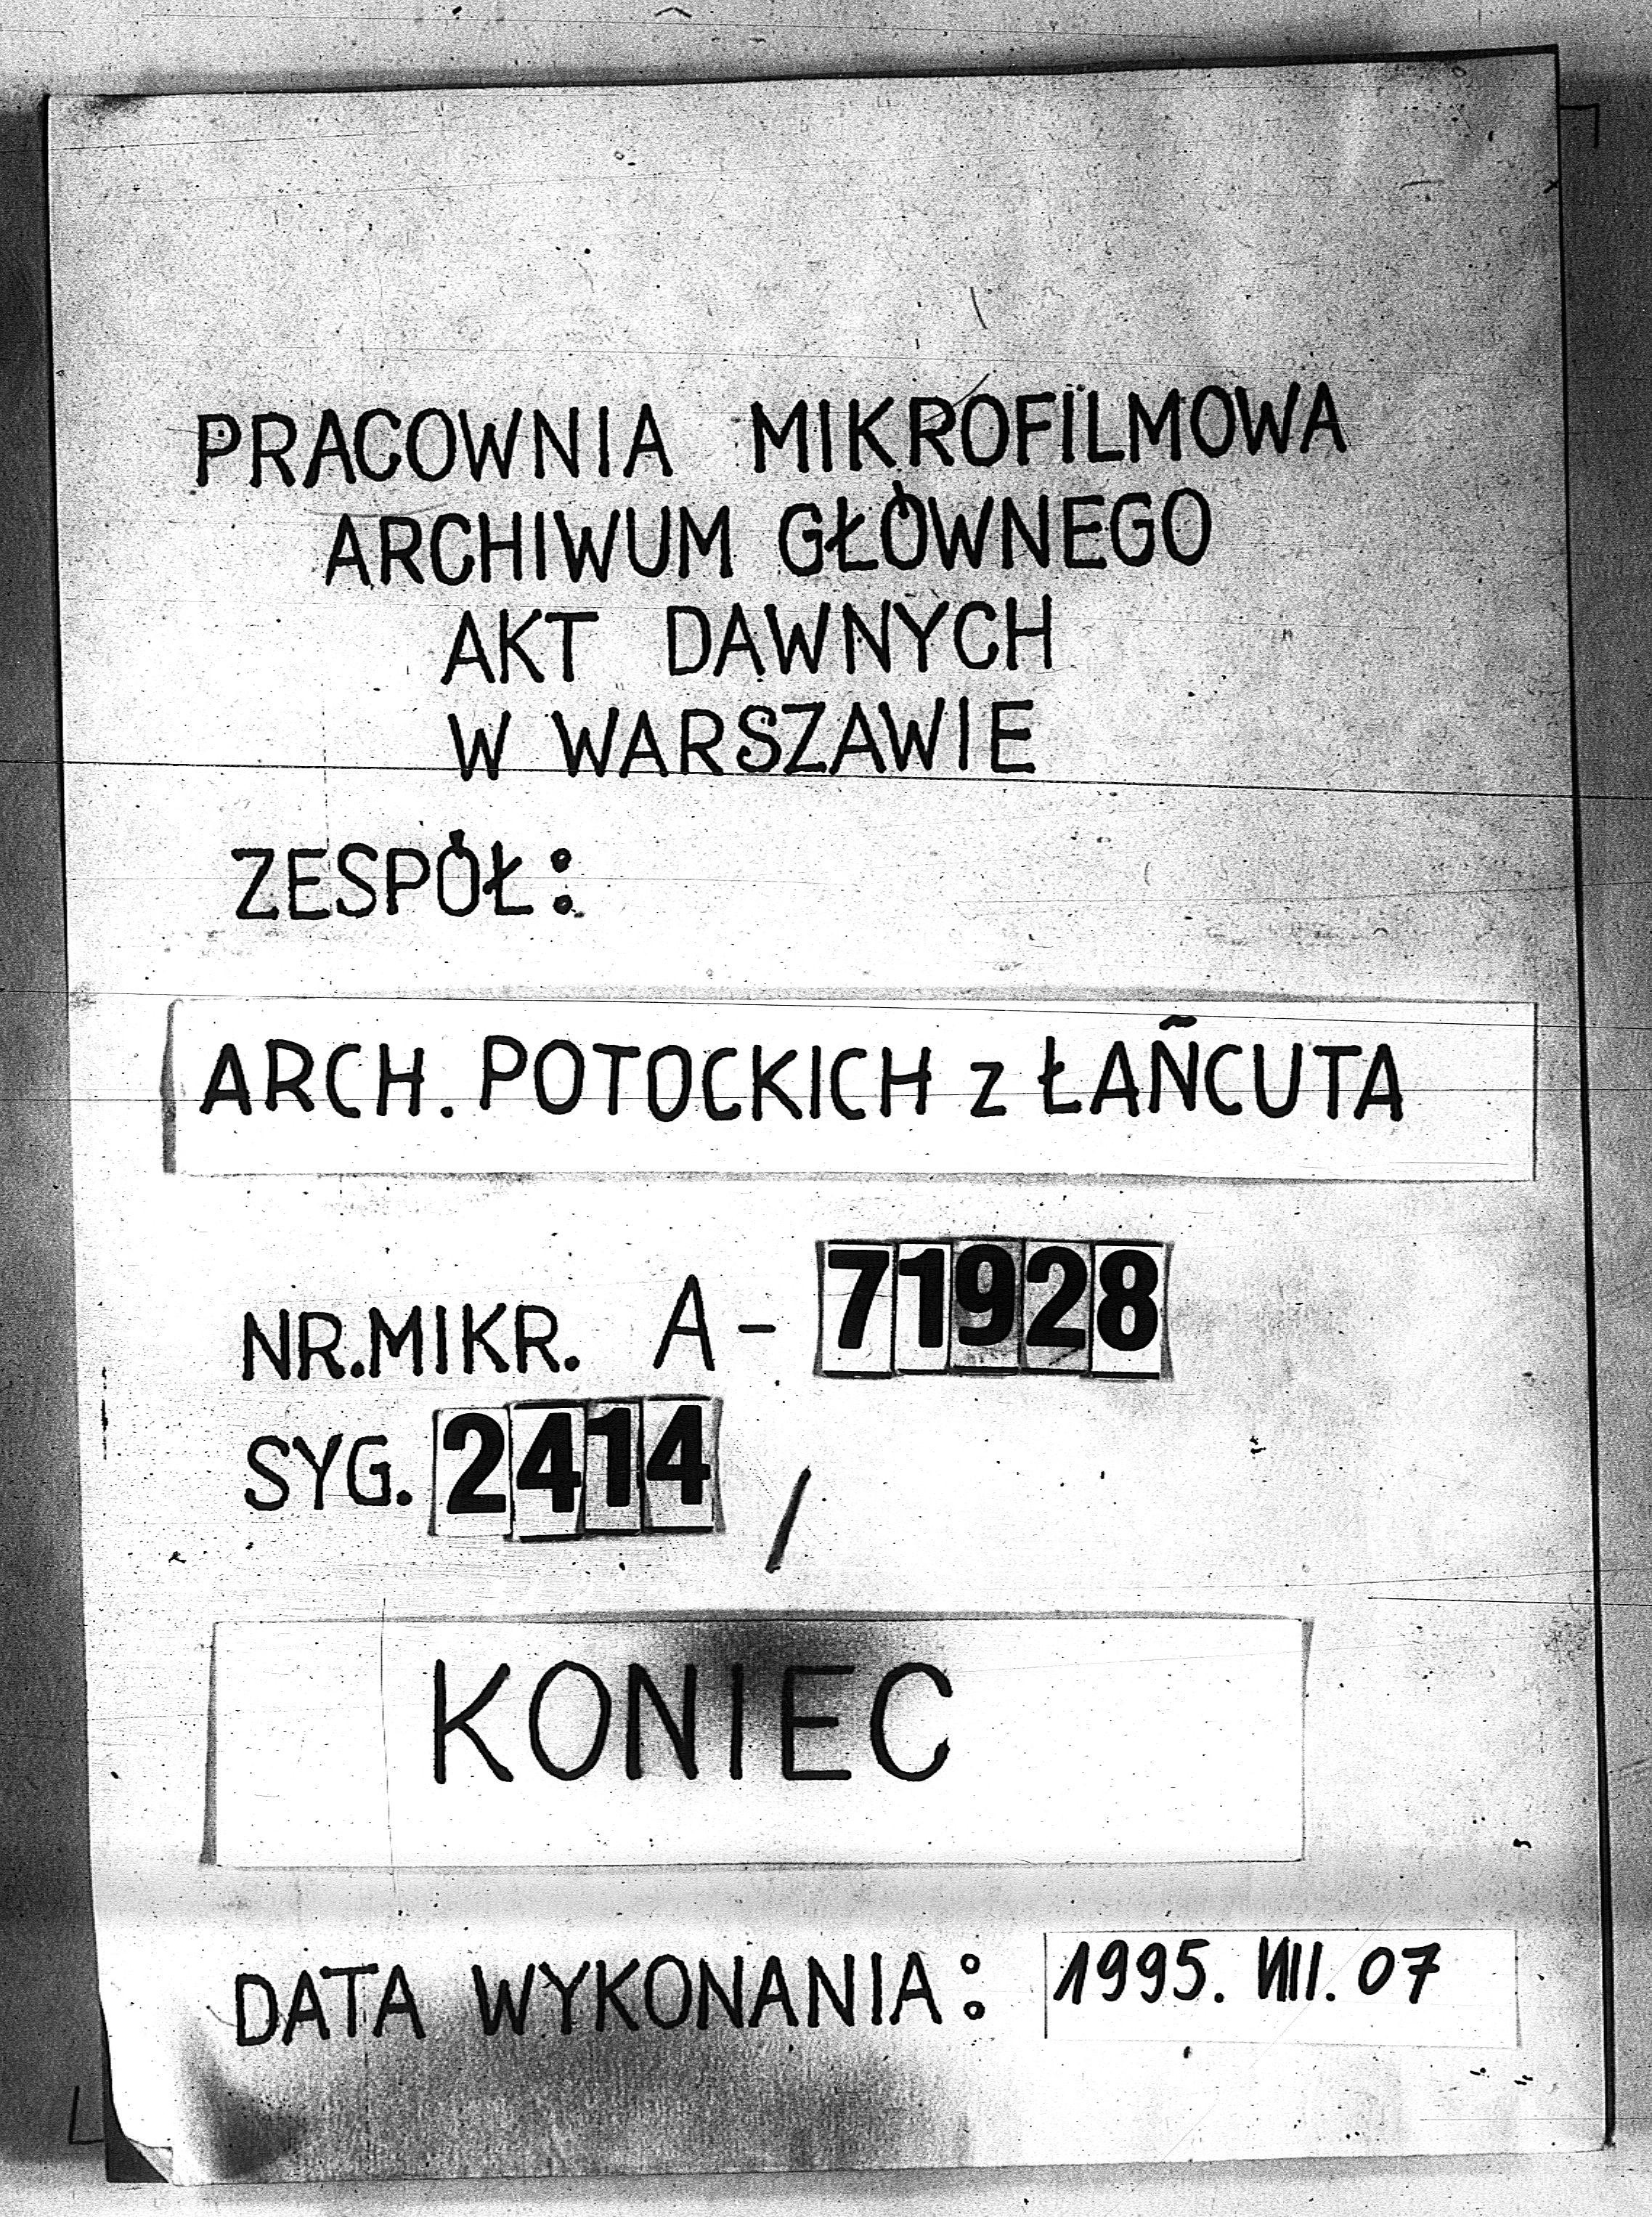 PRACOWNIA MIKROFILMOWA
ARCHIWUM GŁÓWNEGO
AKT DAWNYCH
W WARSZAWIE
ZESPÓŁ:
ARCH. POTOCKICH z ŁAŃCUTA
NR.MIKR. A-71928
SYG. 2414 /
KONIEC
DATA WYKONANIA: 1995. VIII. 07